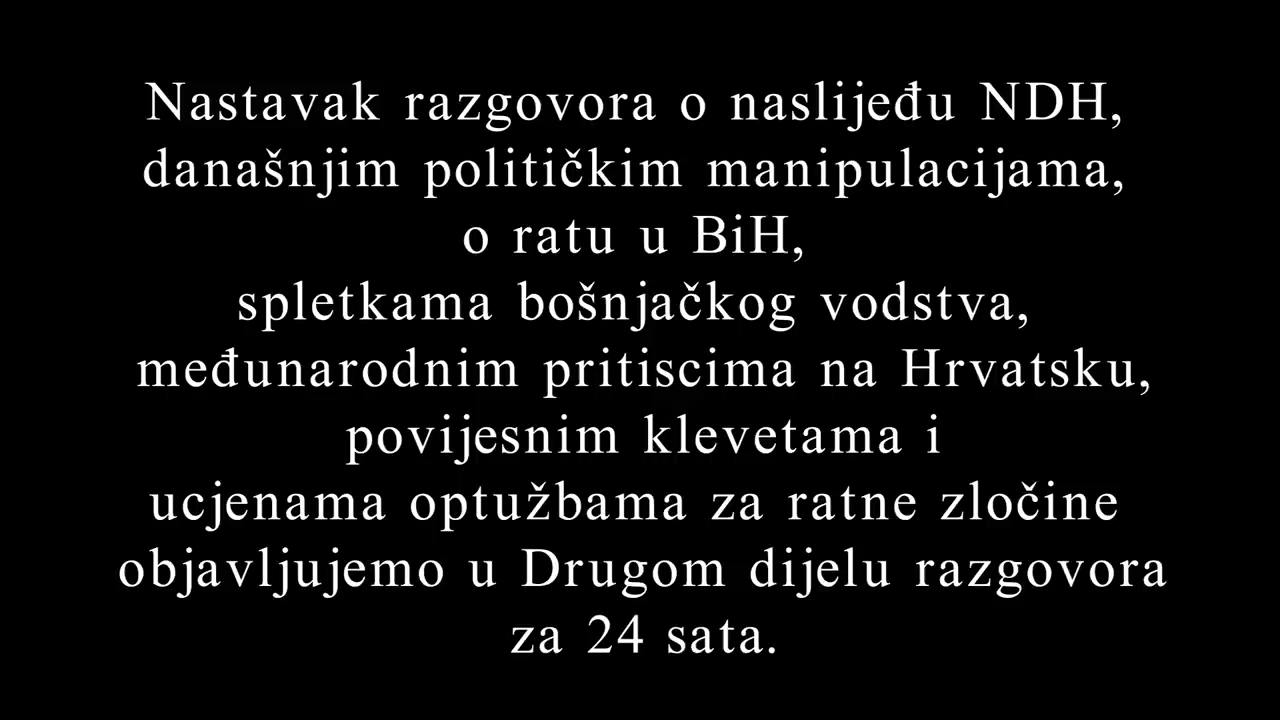 Nastavak razgovora o naslijeđu NDH,
današnjim političkim manipulacijama,
o ratu u BiH,
spletkama bošnjačkog vodstva,
međunarodnim pritiscima na Hrvatsku,
povijesnim klevetama i
ucjenama optužbama za ratne zločine
objavljujemo u Drugom dijelu razgovora
za 24 sata.